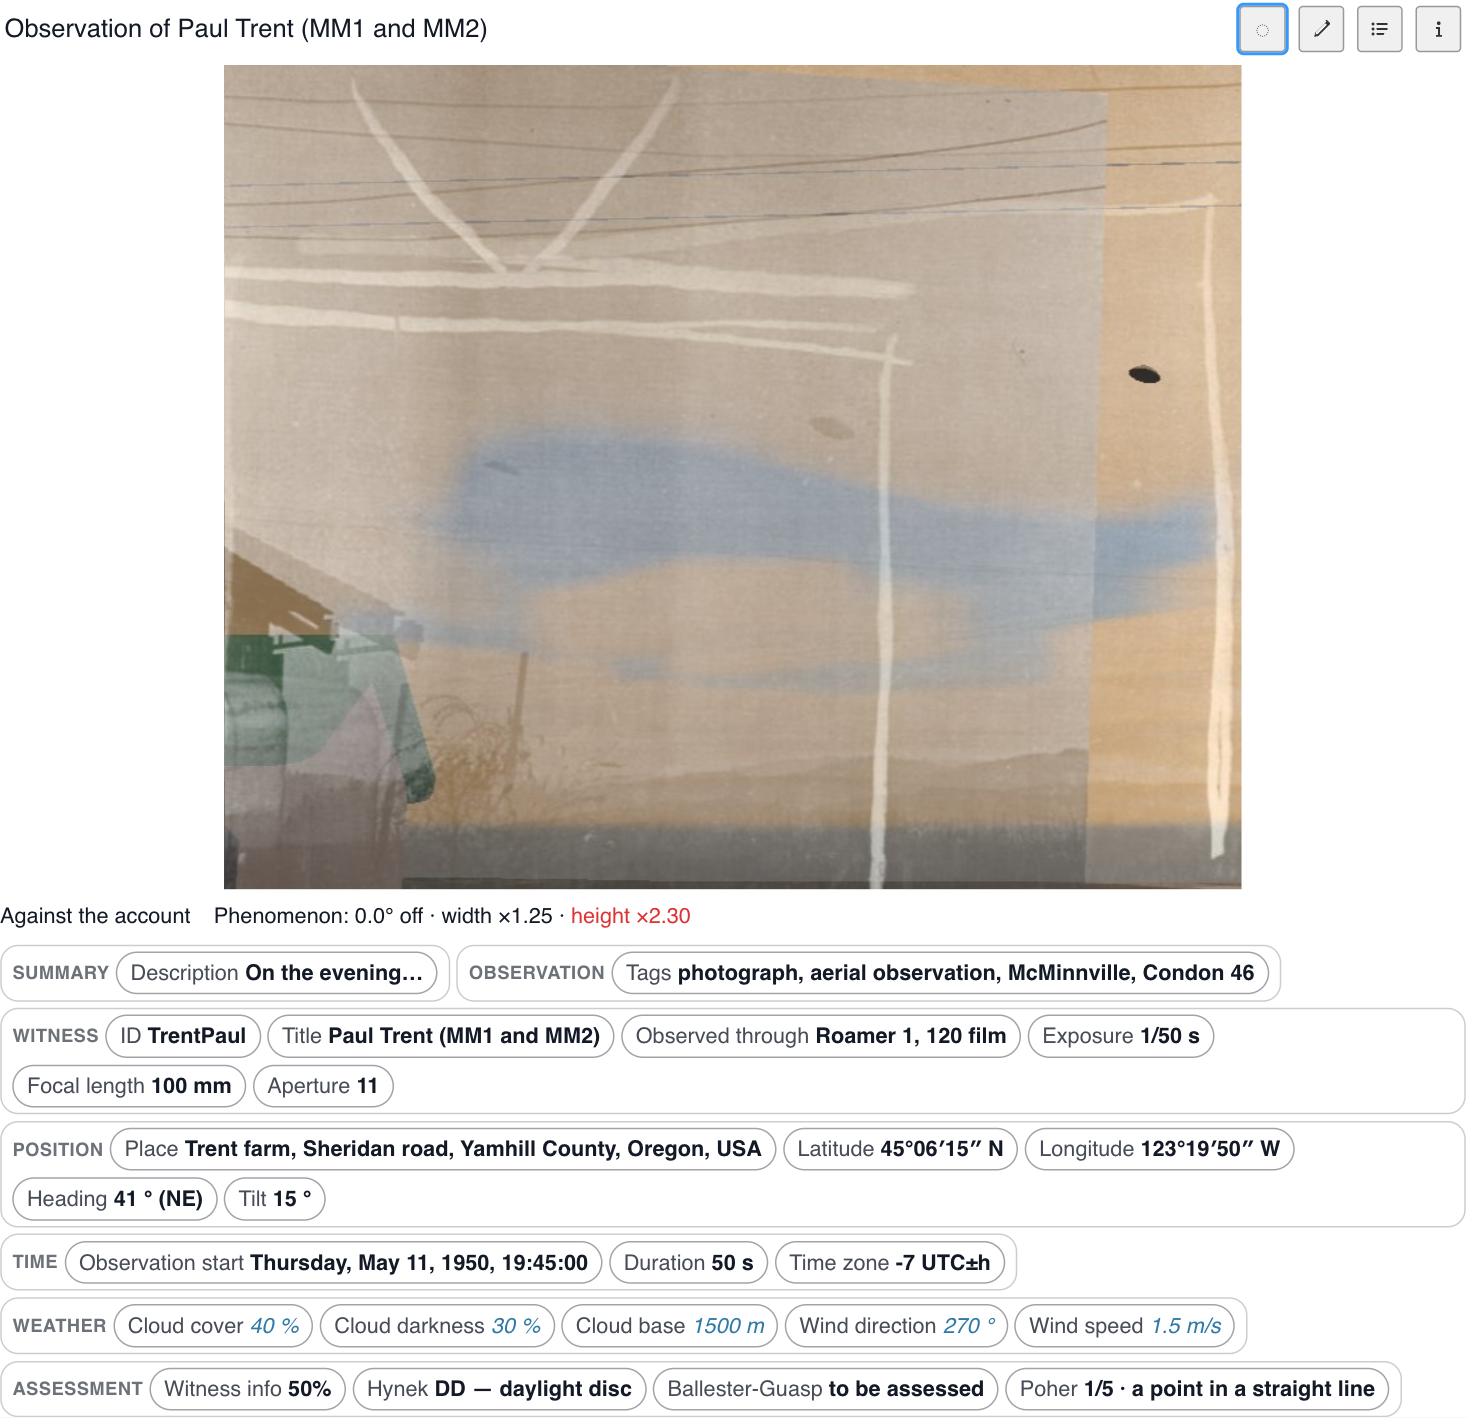 Observation of Paul Trent (MM1 and MM2)
Against the account Phenomenon: 0.0° off · width ×1.25 · height ×2.30
SUMMARY Description On the evening… OBSERVATION Tags photograph, aerial observation, McMinnville, Condon 46
WITNESS ID TrentPaul Title Paul Trent (MM1 and MM2) Observed through Roamer 1, 120 film Exposure 1/50 s
Focal length 100 mm Aperture 11
POSITION Place Trent farm, Sheridan road, Yamhill County, Oregon, USA Latitude 45°06′15″ N Longitude 123°19′50″ W
Heading 41 ° (NE) Tilt 15 °
TIME Observation start Thursday, May 11, 1950, 19:45:00 Duration 50 s Time zone -7 UTC±h
WEATHER Cloud cover 40 % Cloud darkness 30 % Cloud base 1500 m Wind direction 270 ° Wind speed 1.5 m/s
ASSESSMENT Witness info 50% Hynek DD — daylight disc Ballester-Guasp to be assessed Poher 1/5 · a point in a straight line